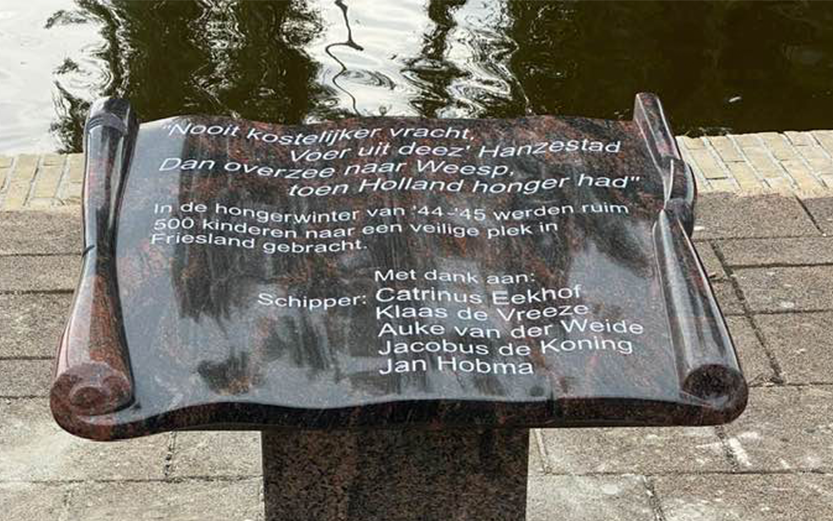 "Nooit kostelijker vracht,
Voer uit deez' Hanzestad
Dan overzee naar Weesp,
toen Holland honger had"
In de hongerwinter van '44-'45 werden ruim
500 kinderen naar een veilige plek in
Friesland gebracht.
Met dank aan:
Schipper: Catrinus Eekhof
Klaas de Vreeze
Auke van der Weide
Jacobus de Koning
Jan Hobma